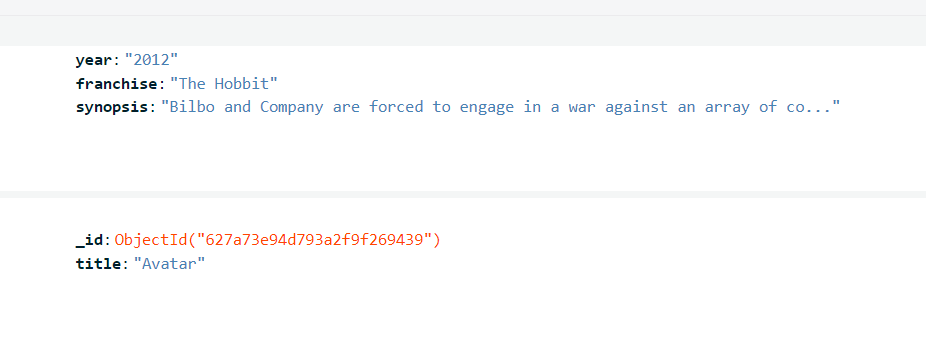 year: "2012"
franchise: "The Hobbit"
synopsis: "Bilbo and Company are forced to engage in a war against an array of co..."
_id: ObjectId("627a73e94d793a2f9f269439")
title: "Avatar"